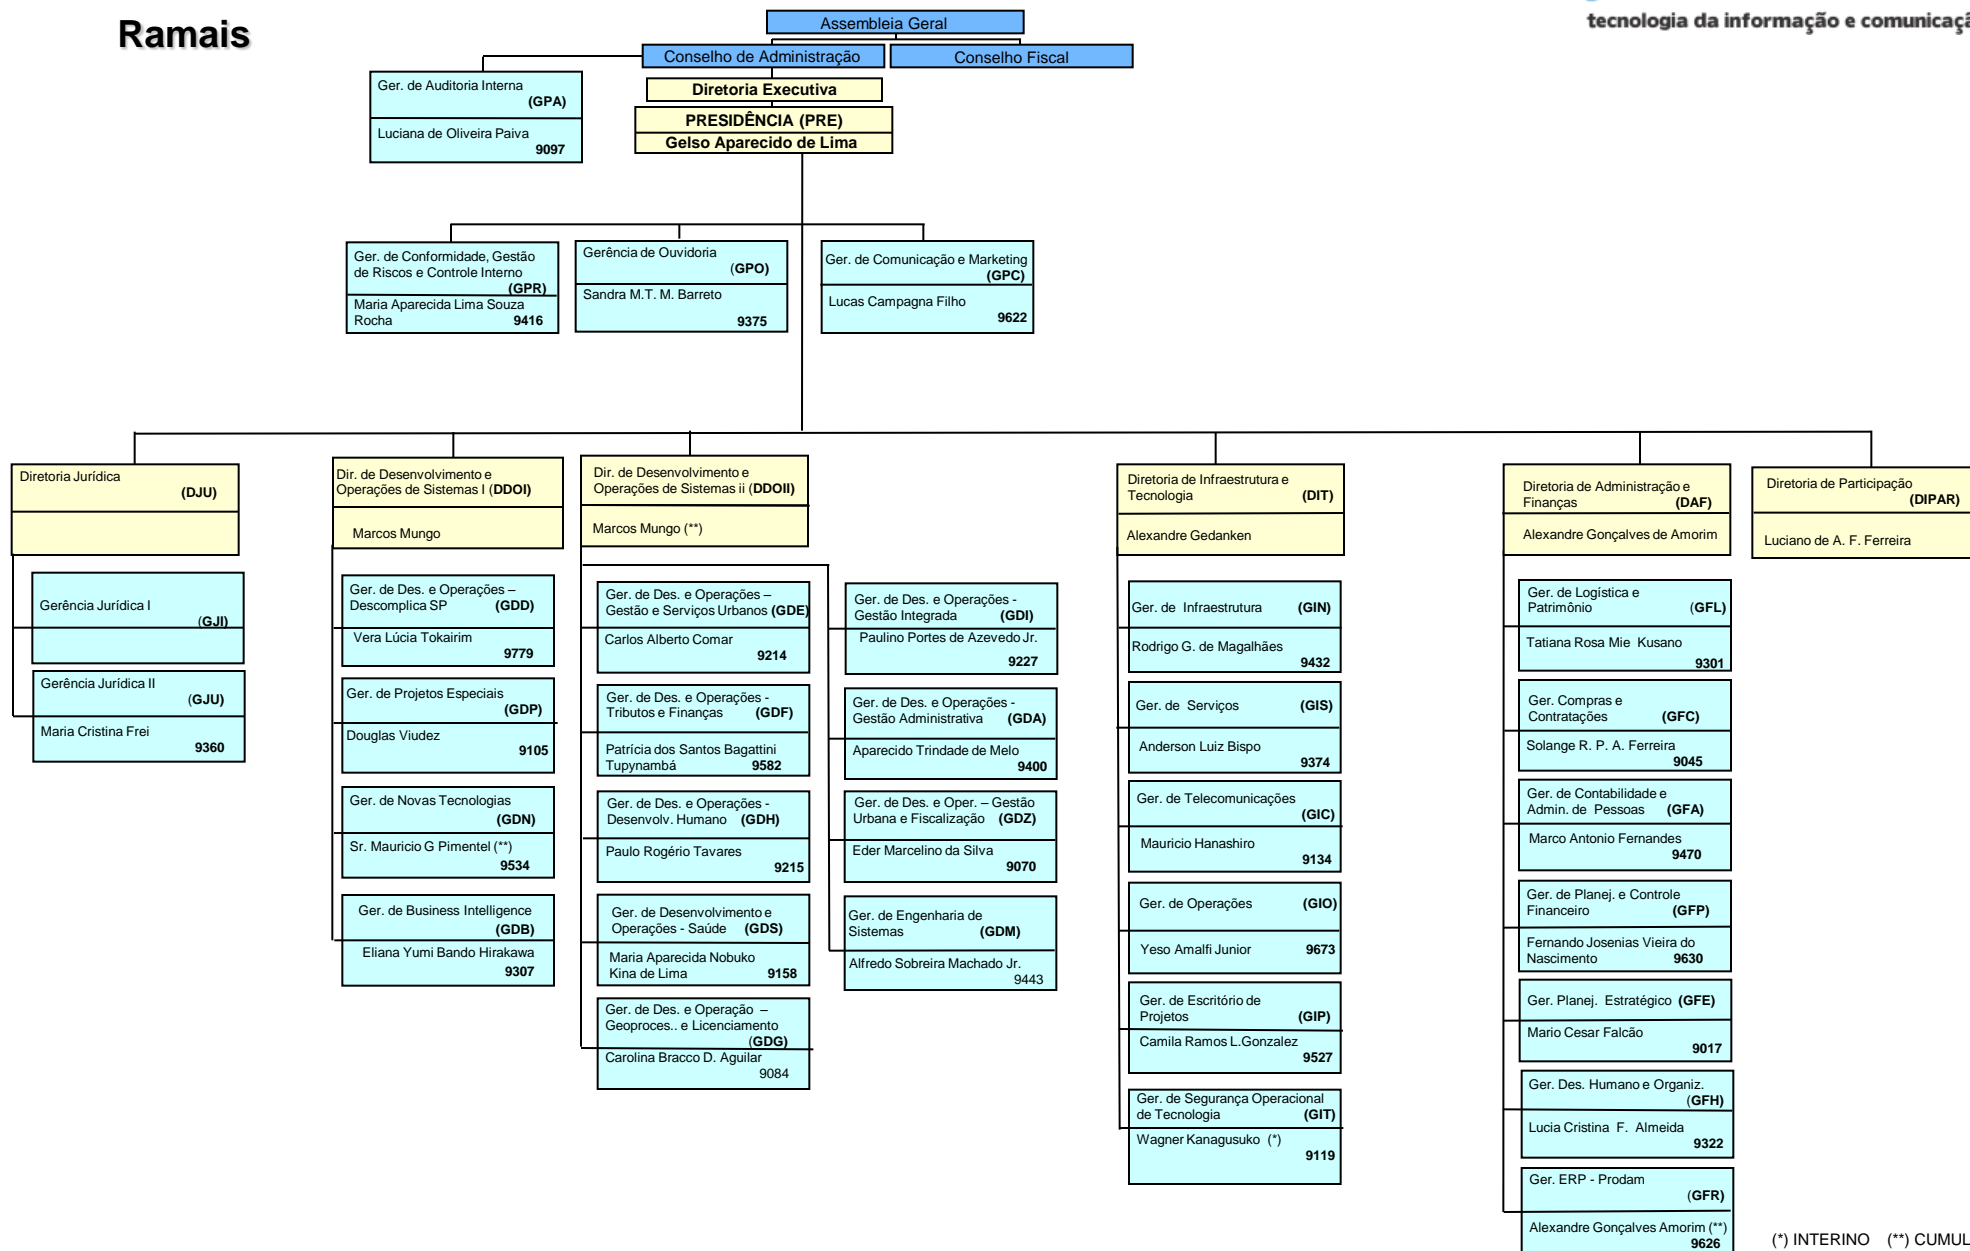 Ramais
tecnologia da informação e
Assembleia Geral
Conselho de Administração
Conselho Fiscal
Diretoria Executiva
PRESIDÊNCIA (PRE)
Gelso Aparecido de Lima
Ger. de Auditoria Interna
(GPA)
Luciana de Oliveira Paiva
9097
Ger. de Conformidade, Gestão
de Riscos e Controle Interno
(GPR)
Maria Aparecida Lima Souza
Rocha 9416
Gerência de Ouvidoria
(GPO)
Sandra M.T. M. Barreto
9375
Ger. de Comunicação e Marketing
(GPC)
Lucas Campagna Filho
9622
Diretoria Jurídica
(DJU)
Gerência Jurídica I
(GJI)
Gerência Jurídica II
(GJU)
Maria Cristina Frei
9360
Dir. de Desenvolvimento e
Operações de Sistemas I (DDOI)
Marcos Mungo
Ger. de Des. e Operações –
Descomplica SP (GDD)
Vera Lúcia Tokairim
9779
Ger. de Projetos Especiais
(GDP)
Douglas Viudez
9105
Ger. de Novas Tecnologias
(GDN)
Sr. Mauricio G Pimentel (**)
9534
Ger. de Business Intelligence
(GDB)
Eliana Yumi Bando Hirakawa
9307
Dir. de Desenvolvimento e
Operações de Sistemas ii (DDOII)
Marcos Mungo (**)
Ger. de Des. e Operações –
Gestão e Serviços Urbanos (GDE)
Carlos Alberto Comar
9214
Ger. de Des. e Operações -
Tributos e Finanças (GDF)
Patrícia dos Santos Bagattini
Tupynambá 9582
Ger. de Des. e Operações -
Desenvolv. Humano (GDH)
Paulo Rogério Tavares
9215
Ger. de Desenvolvimento e
Operações - Saúde (GDS)
Maria Aparecida Nobuko
Kina de Lima 9158
Ger. de Des. e Operação –
Geoproces.. e Licenciamento
(GDG)
Carolina Bracco D. Aguilar
9084
Ger. de Des. e Operações -
Gestão Integrada (GDI)
Paulino Portes de Azevedo Jr.
9227
Ger. de Des. e Operações -
Gestão Administrativa (GDA)
Aparecido Trindade de Melo
9400
Ger. de Des. e Oper. – Gestão
Urbana e Fiscalização (GDZ)
Eder Marcelino da Silva
9070
Ger. de Engenharia de
Sistemas (GDM)
Alfredo Sobreira Machado Jr.
9443
Diretoria de Infraestrutura e
Tecnologia (DIT)
Alexandre Gedanken
Ger. de Infraestrutura (GIN)
Rodrigo G. de Magalhães
9432
Ger. de Serviços (GIS)
Anderson Luiz Bispo
9374
Ger. de Telecomunicações
(GIC)
Mauricio Hanashiro
9134
Ger. de Operações (GIO)
Yeso Amalfi Junior 9673
Ger. de Escritório de
Projetos (GIP)
Camila Ramos L.Gonzalez
9527
Ger. de Segurança Operacional
de Tecnologia (GIT)
Wagner Kanagusuko (*)
9119
Diretoria de Administração e
Finanças (DAF)
Alexandre Gonçalves de Amorim
Ger. de Logística e
Patrimônio (GFL)
Tatiana Rosa Mie Kusano
9301
Ger. Compras e
Contratações (GFC)
Solange R. P. A. Ferreira
9045
Ger. de Contabilidade e
Admin. de Pessoas (GFA)
Marco Antonio Fernandes
9470
Ger. de Planej. e Controle
Financeiro (GFP)
Fernando Josenias Vieira do
Nascimento 9630
Ger. Planej. Estratégico (GFE)
Mario Cesar Falcão
9017
Ger. Des. Humano e Organiz.
(GFH)
Lucia Cristina F. Almeida
9322
Ger. ERP - Prodam
(GFR)
Alexandre Gonçalves Amorim (**)
9626
Diretoria de Participação
(DIPAR)
Luciano de A. F. Ferreira
(*) INTERINO (**)